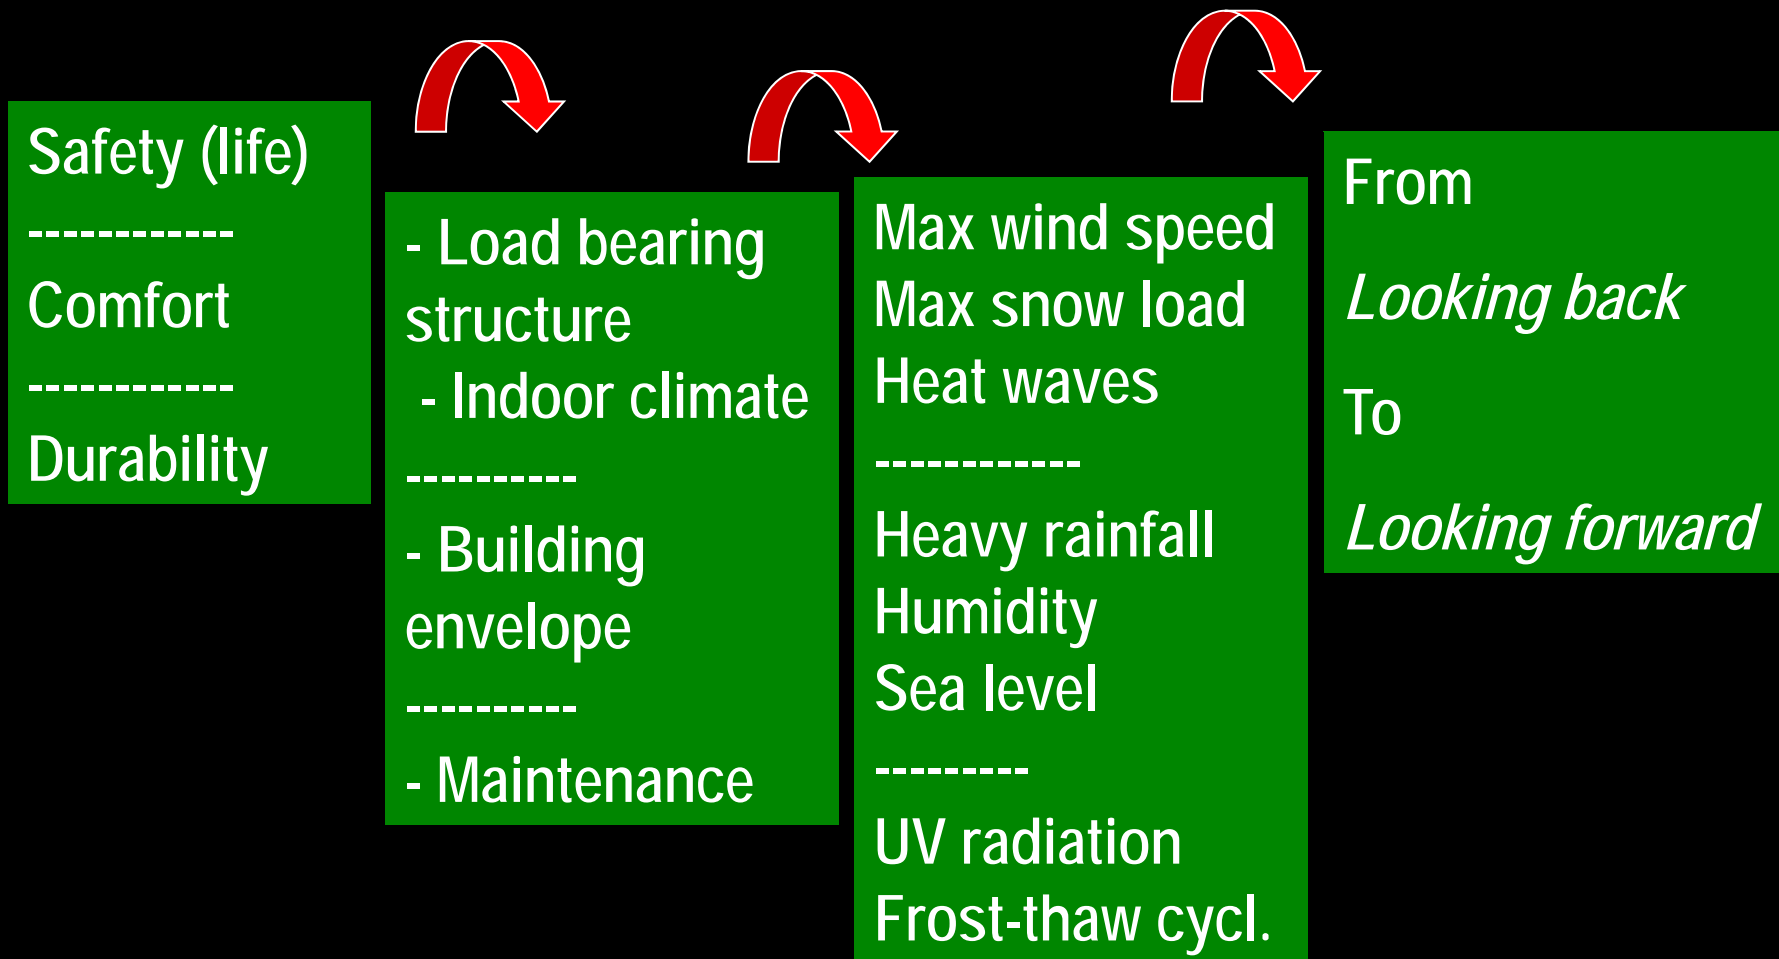 Safety (life)
------------
Comfort
------------
Durability
- Load bearing
structure
- Indoor climate
----------
- Building
envelope
----------
- Maintenance
Max wind speed
Max snow load
Heat waves
------------
Heavy rainfall
Humidity
Sea level
---------
UV radiation
Frost-thaw cycl.
From
Looking back
To
Looking forward